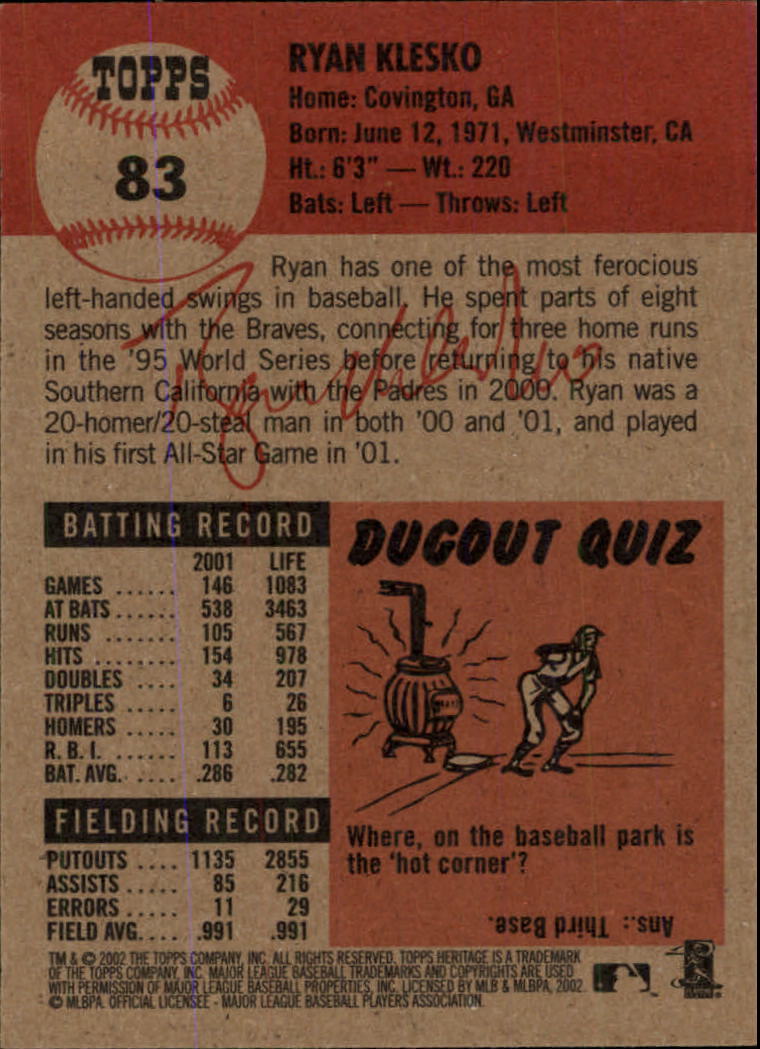 TOPPS
83
RYAN KLESKO
Home: Covington, GA
Born: June 12, 1971, Westminster, CA
Ht.: 6'3" — Wt.: 220
Bats: Left — Throws: Left
Ryan has one of the most ferocious
left-handed swings in baseball. He spent parts of eight
seasons with the Braves, connecting for three home runs
in the '95 World Series before returning to his native
Southern California with the Padres in 2000. Ryan was a
20-homer/20-steal man in both '00 and '01, and played
in his first All-Star Game in '01.
BATTING RECORD
2001 LIFE
GAMES ...... 146 1083
AT BATS ...... 538 3463
RUNS ....... 105 567
HITS ........ 154 978
DOUBLES .... 34 207
TRIPLES ..... 6 26
HOMERS .... 30 195
R. B. I. ...... 113 655
BAT. AVG. ..... .286 .282
FIELDING RECORD
PUTOUTS .... 1135 2855
ASSISTS ..... 85 216
ERRORS ..... 11 29
FIELD AVG. ... .991 .991
DUGOUT QUIZ
Where, on the baseball park is
the 'hot corner'?
Ans.: Third Base.
TM & © 2002 THE TOPPS COMPANY, INC. ALL RIGHTS RESERVED. TOPPS HERITAGE IS A TRADEMARK
OF THE TOPPS COMPANY, INC. MAJOR LEAGUE BASEBALL TRADEMARKS AND COPYRIGHTS ARE USED
WITH PERMISSION OF MAJOR LEAGUE BASEBALL PROPERTIES, INC. LICENSED BY MLB & MLBPA, 2002
© MLBPA. OFFICIAL LICENSEE - MAJOR LEAGUE BASEBALL PLAYERS ASSOCIATION.